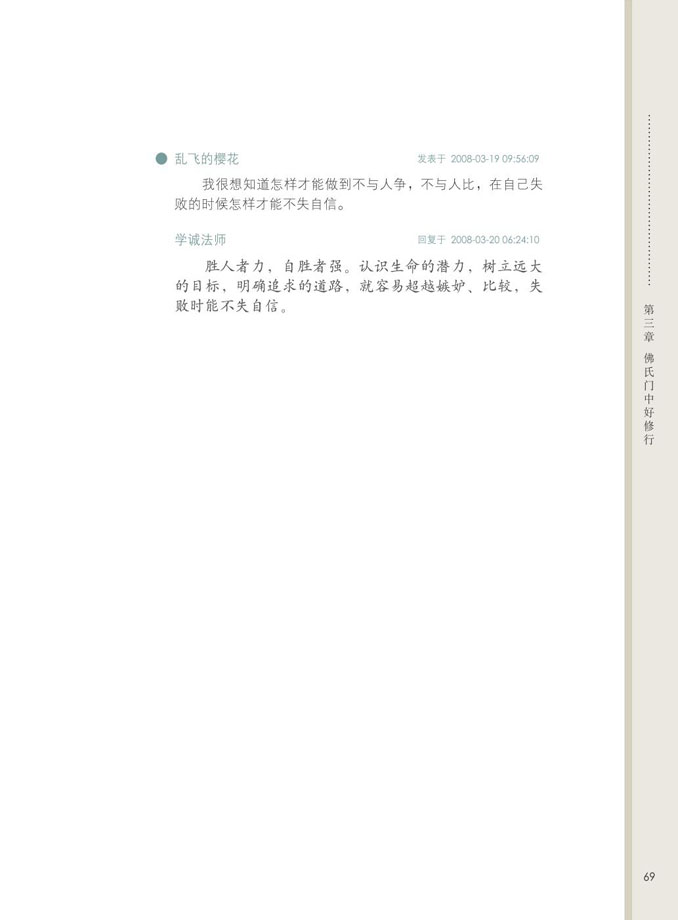 乱飞的樱花 发表于 2008-03-19 09:56:09
我很想知道怎样才能做到不与人争，不与人比，在自己失
败的时候怎样才能不失自信。
学诚法师 回复于 2008-03-20 06:24:10
胜人者力，自胜者强。认识生命的潜力，树立远大
的目标，明确追求的道路，就容易超越嫉妒、比较，失
败时能不失自信。
第三章 佛氏门中好修行
69